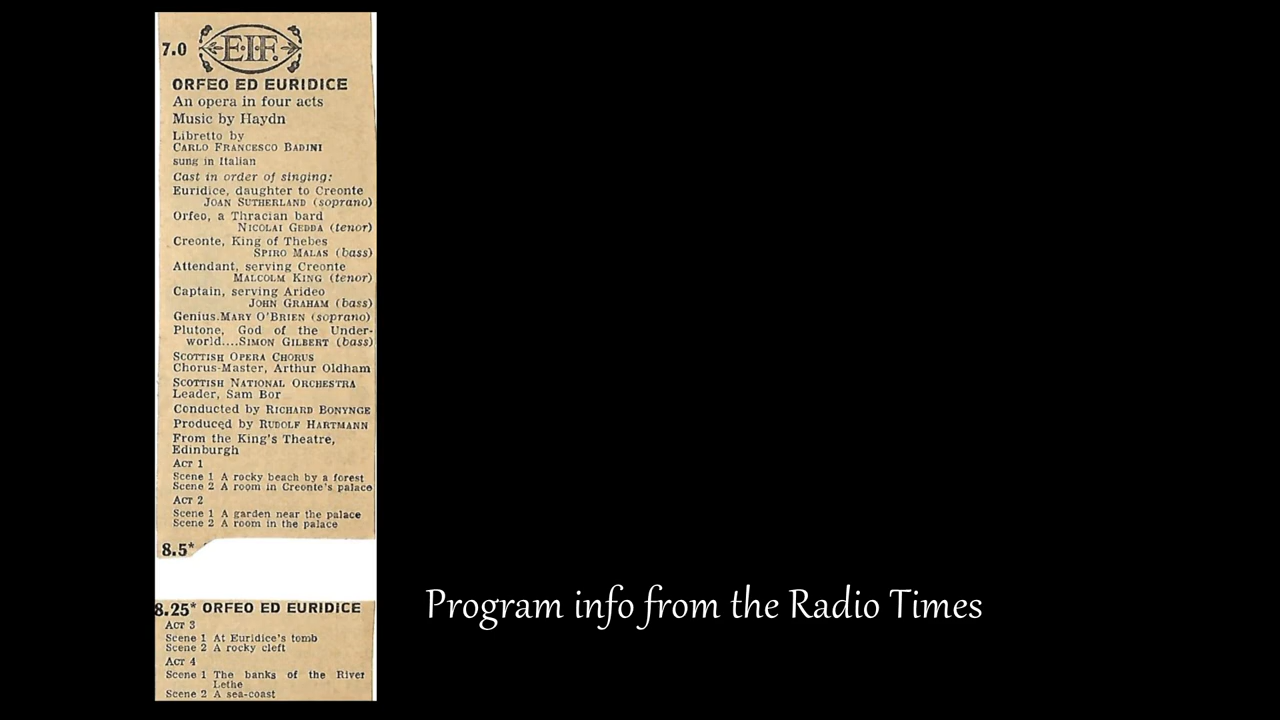 7.0
E.I.F.
ORFEO ED EURIDICE
An opera in four acts
Music by Haydn
Libretto by
CARLO FRANCESCO BADINI
sung in Italian
Cast in order of singing:
Euridice, daughter to Creonte
JOAN SUTHERLAND (soprano)
Orfeo, a Thracian bard
NICOLAI GEDDA (tenor)
Creonte, King of Thebes
SPIRO MALAS (bass)
Attendant, serving Creonte
MALCOLM KING (tenor)
Captain, serving Arideo
JOHN GRAHAM (bass)
Genius.MARY O'BRIEN (soprano)
Plutone, God of the Under-
world....SIMON GILBERT (bass)
SCOTTISH OPERA CHORUS
Chorus-Master, Arthur Oldham
SCOTTISH NATIONAL ORCHESTRA
Leader, Sam Bor
Conducted by RICHARD BONYNGE
Produced by RUDOLF HARTMANN
From the King's Theatre,
Edinburgh
ACT 1
Scene 1 A rocky beach by a forest
Scene 2 A room in Creonte's palace
ACT 2
Scene 1 A garden near the palace
Scene 2 A room in the palace
8.5*
8.25* ORFEO ED EURIDICE
ACT 3
Scene 1 At Euridice's tomb
Scene 2 A rocky cleft
ACT 4
Scene 1 The banks of the River
Lethe
Scene 2 A sea-coast
Program info from the Radio Times